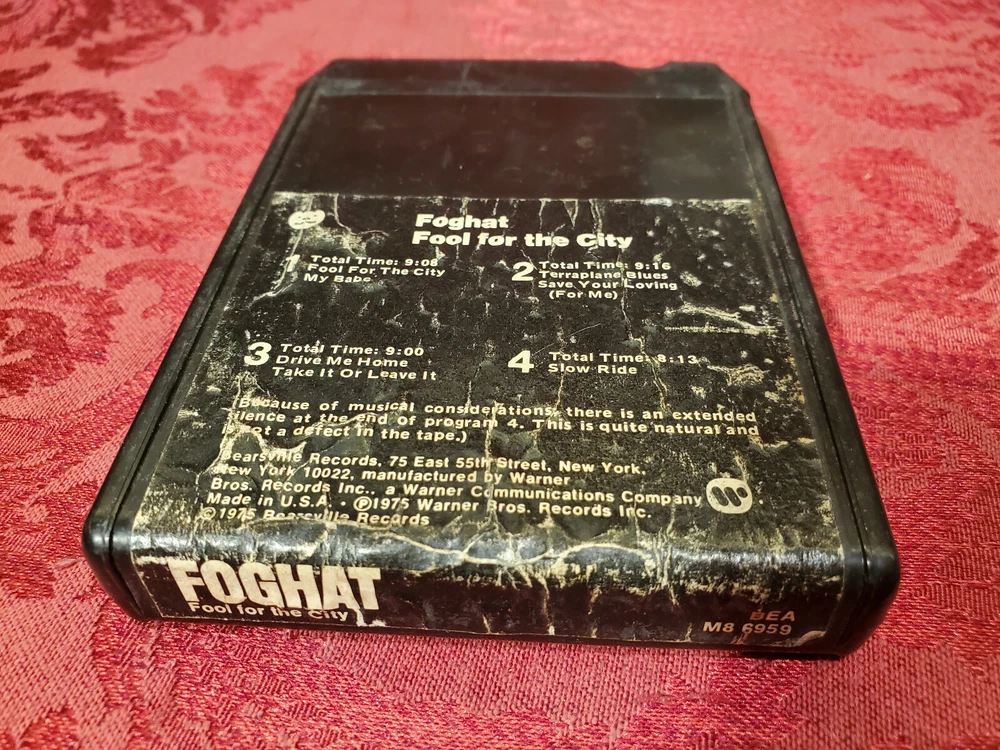 Foghat
Fool for the City
1 Total Time: 9:08
Fool For The City
My Babe
2 Total Time: 9:16
Terraplane Blues
Save Your Loving
(For Me)
3 Total Time: 9:00
Drive Me Home
Take It Or Leave It
4 Total Time: 8:13
Slow Ride
(Because of musical considerations, there is an extended
silence at the end of program 4. This is quite natural and
not a defect in the tape.)
Bearsville Records, 75 East 55th Street, New York,
New York 10022, manufactured by Warner
Bros. Records Inc., a Warner Communications Company
Made in U.S.A. • ℗1975 Warner Bros. Records Inc.
©1975 Bearsville Records
FOGHAT
Fool for the City
BEA
M8 6959